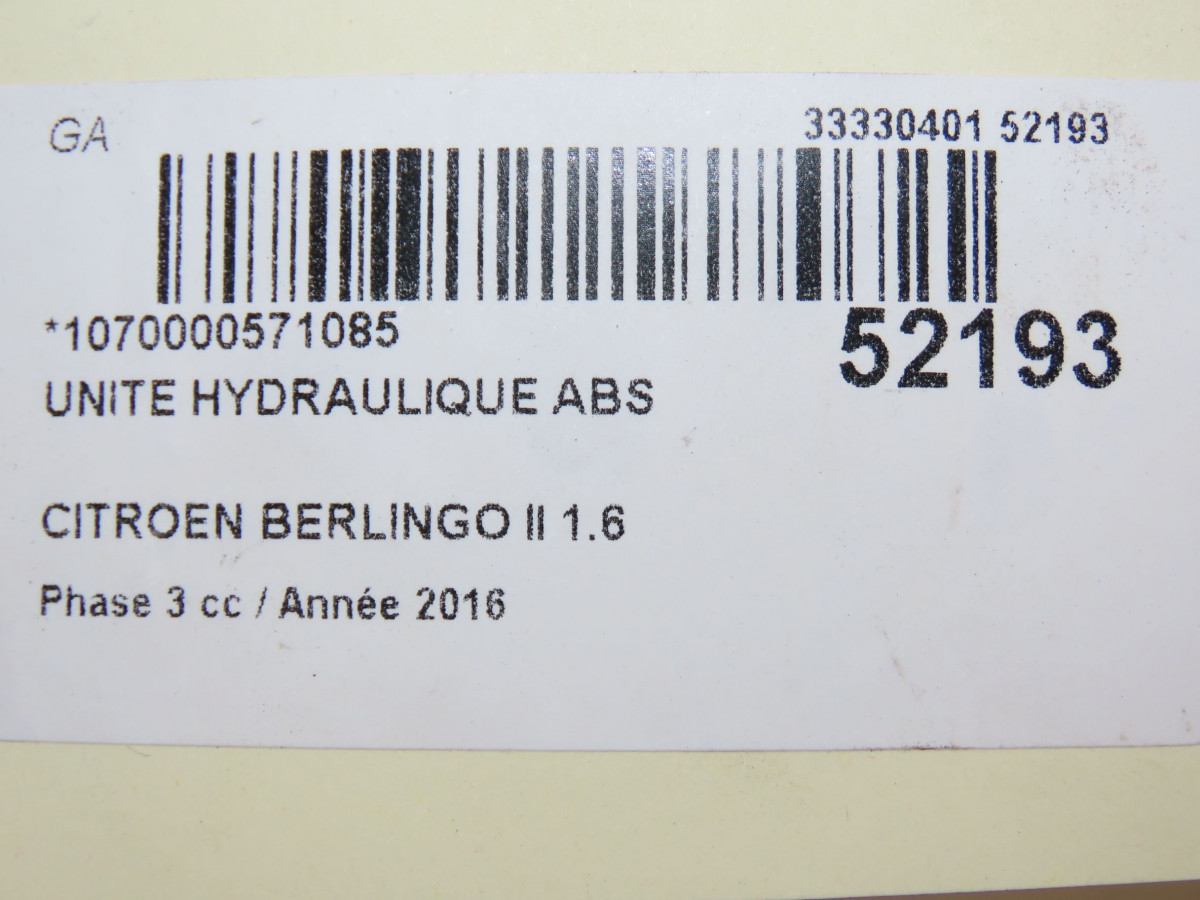 GA
33330401 52193
*1070000571085
52193
UNITE HYDRAULIQUE ABS
CITROEN BERLINGO II 1.6
Phase 3 cc / Année 2016